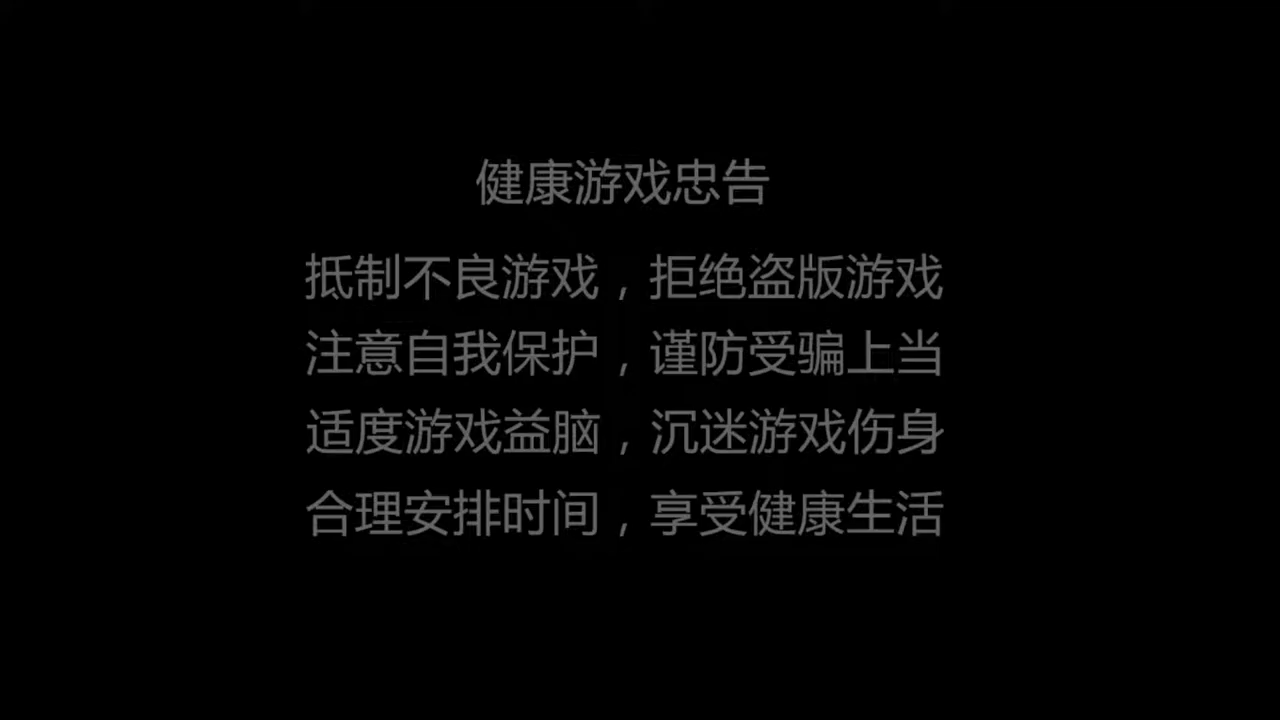 健康游戏忠告
抵制不良游戏，拒绝盗版游戏
注意自我保护，谨防受骗上当
适度游戏益脑，沉迷游戏伤身
合理安排时间，享受健康生活